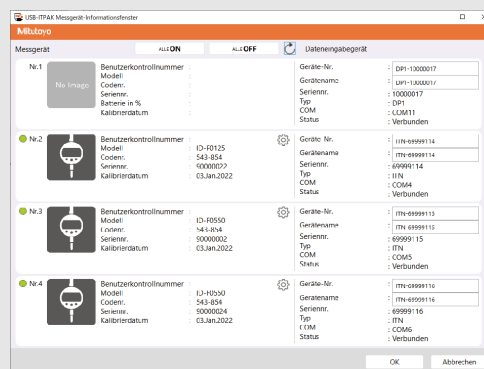 USB-ITPAK Messgerät-Informationsfenster
Mitutoyo
Messgerät ALLE ON ALLE OFF Dateneingabegerät
Nr.1
No Image
Benutzerkontrollnummer :
Modell :
Codenr. :
Seriennr. :
Batterie in % :
Kalibrierdatum :
Geräte-Nr. : DP1-10000017
Gerätename : DP1-10000017
Seriennr. : 10000017
Typ : DP1
COM : COM11
Status : Verbunden
Nr.2
Benutzerkontrollnummer :
Modell : ID-F0125
Codenr. : 543-854
Seriennr. : 90000022
Kalibrierdatum : 03.Jan.2022
Geräte-Nr. : ITN-69999114
Gerätename : ITN-69999114
Seriennr. : 69999114
Typ : ITN
COM : COM4
Status : Verbunden
Nr.3
Benutzerkontrollnummer :
Modell : ID-F0550
Codenr. : 543-854
Seriennr. : 90000002
Kalibrierdatum : 03.Jan.2022
Geräte-Nr. : ITN-69999115
Gerätename : ITN-69999115
Seriennr. : 69999115
Typ : ITN
COM : COM5
Status : Verbunden
Nr.4
Benutzerkontrollnummer :
Modell : ID-F0550
Codenr. : 543-854
Seriennr. : 90000024
Kalibrierdatum : 03.Jan.2022
Geräte-Nr. : ITN-69999116
Gerätename : ITN-69999116
Seriennr. : 69999116
Typ : ITN
COM : COM6
Status : Verbunden
OK Abbrechen